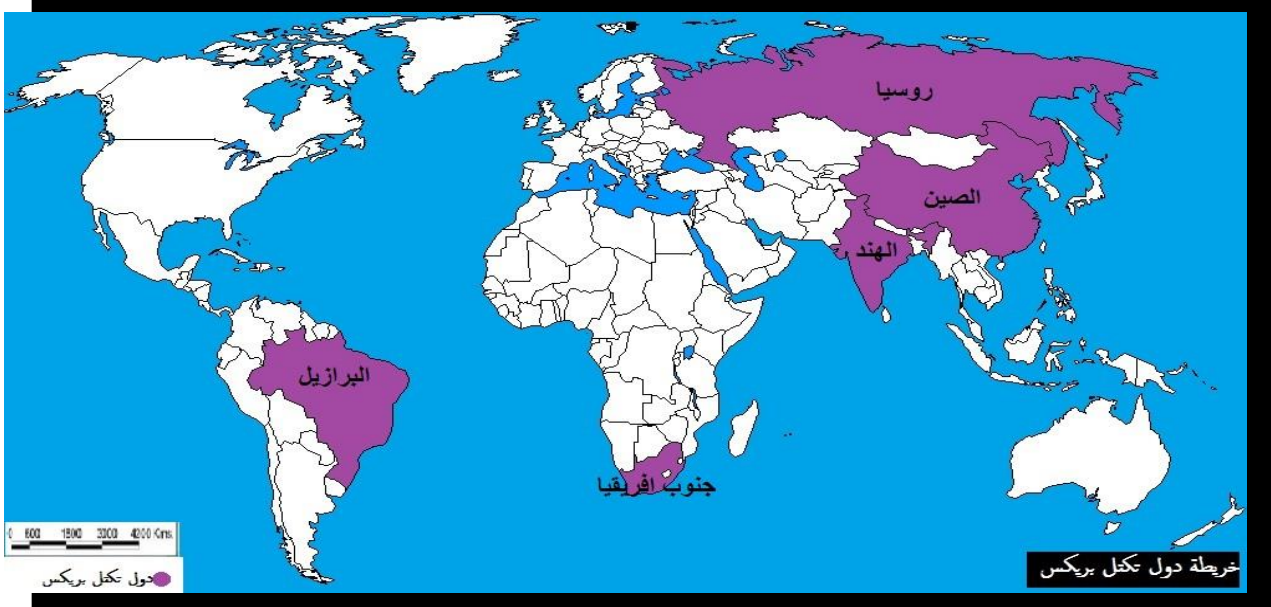 روسيا
الصين
الهند
البرازيل
جنوب افريقيا
0 600 1800 3000 4200 Kms.
دول تكتل بريكس
خريطة دول تكتل بريكس